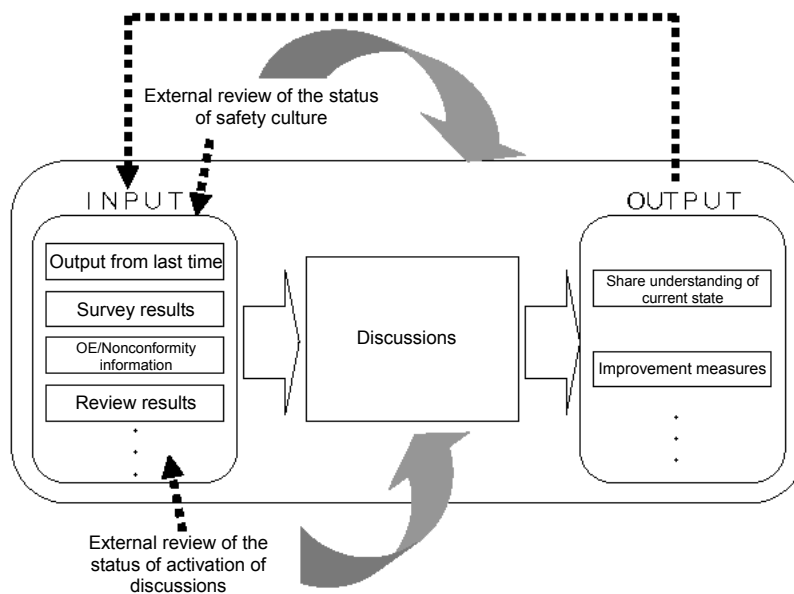 External review of the status
of safety culture
INPUT
OUTPUT
Output from last time
Survey results
OE/Nonconformity
information
Review results
Discussions
Share understanding of
current state
Improvement measures
External review of the
status of activation of
discussions